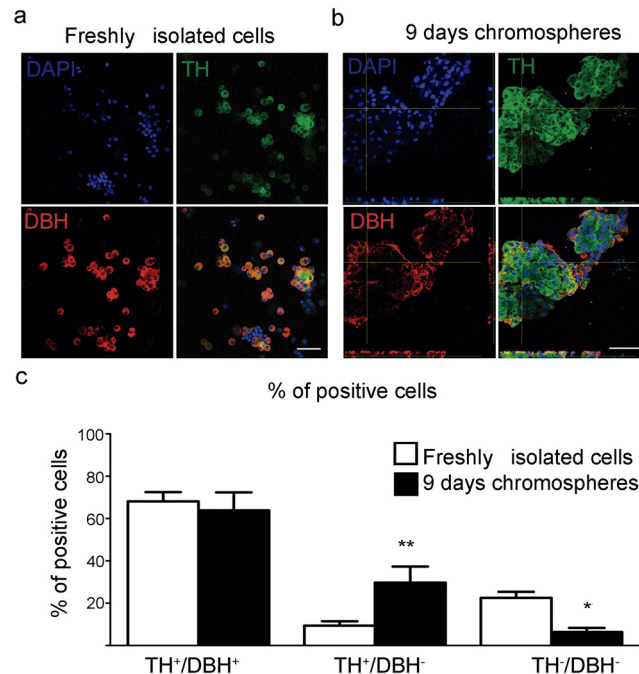 a
Freshly isolated cells
DAPI
TH
DBH
b
9 days chromospheres
DAPI
TH
DBH
c
% of positive cells
% of positive cells
100
80
60
40
20
Freshly isolated cells
9 days chromospheres
**
*
TH⁺/DBH⁺
TH⁺/DBH⁻
TH⁻/DBH⁻